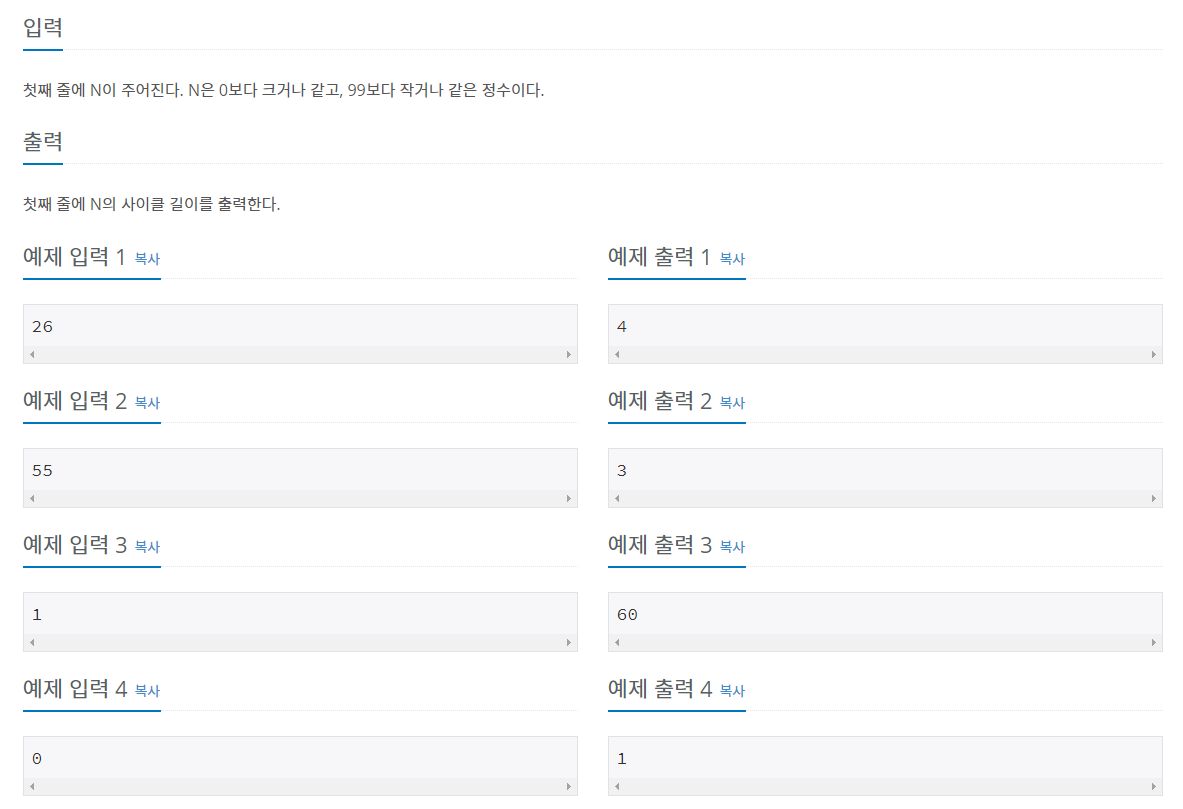 입력
첫째 줄에 N이 주어진다. N은 0보다 크거나 같고, 99보다 작거나 같은 정수이다.
출력
첫째 줄에 N의 사이클 길이를 출력한다.
예제 입력 1 복사
예제 출력 1 복사
26
4
예제 입력 2 복사
예제 출력 2 복사
55
3
예제 입력 3 복사
예제 출력 3 복사
1
60
예제 입력 4 복사
예제 출력 4 복사
0
1